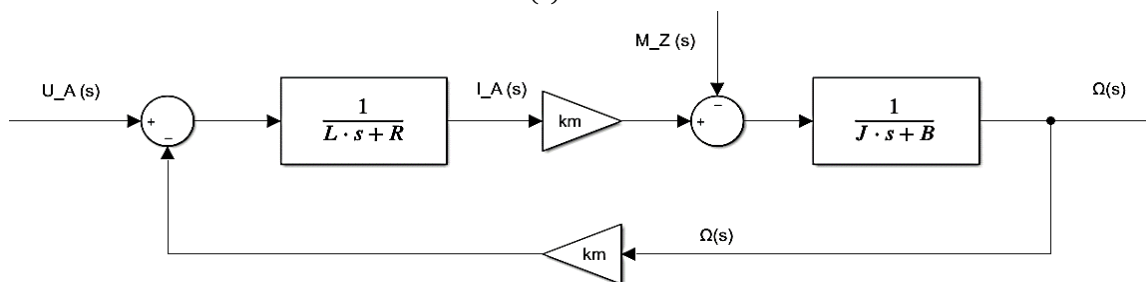 (s)
M_Z (s)
U_A (s)
I_A (s)
Ω(s)
+
−
1
L · s + R
km
+
−
1
J · s + B
km
Ω(s)